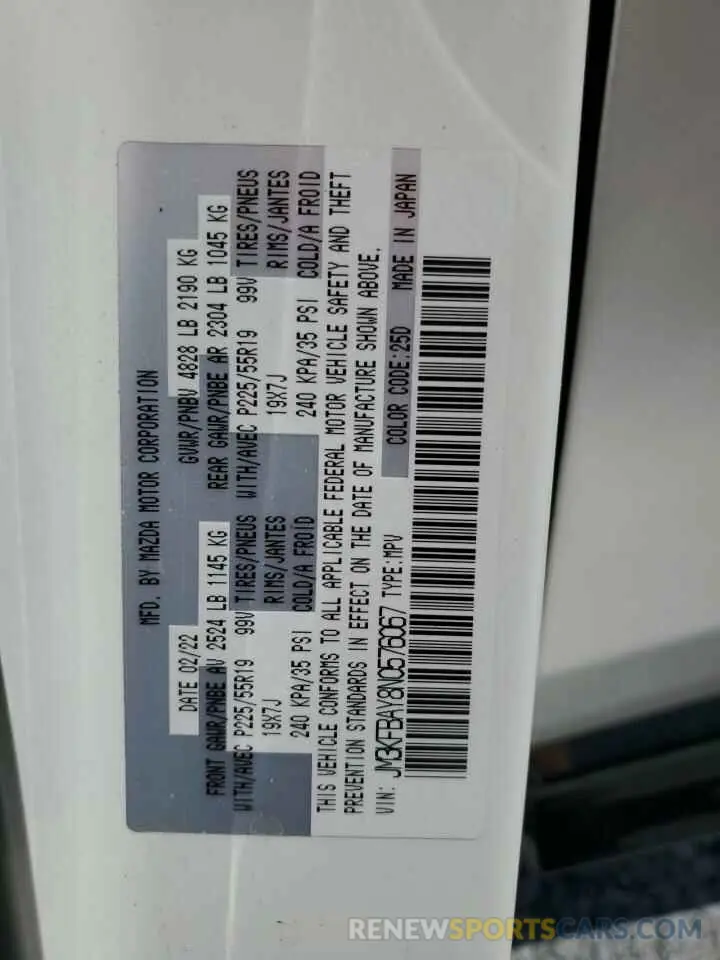 MFD. BY MAZDA MOTOR CORPORATION
DATE 02/22 GVWR/PNBV 4828 LB 2190 KG
FRONT GAWR/PNBE AV 2524 LB 1145 KG REAR GAWR/PNBE AR 2304 LB 1045 KG
WITH/AVEC P225/55R19 99V TIRES/PNEUS WITH/AVEC P225/55R19 99V TIRES/PNEUS
19X7J RIMS/JANTES 19X7J RIMS/JANTES
240 KPA/35 PSI COLD/A FROID 240 KPA/35 PSI COLD/A FROID
THIS VEHICLE CONFORMS TO ALL APPLICABLE FEDERAL MOTOR VEHICLE SAFETY AND THEFT
PREVENTION STANDARDS IN EFFECT ON THE DATE OF MANUFACTURE SHOWN ABOVE.
VIN: JM3KFBAY8N0576067 TYPE:MPV COLOR CODE:25D MADE IN JAPAN
RENEWSPORTSCARS.COM